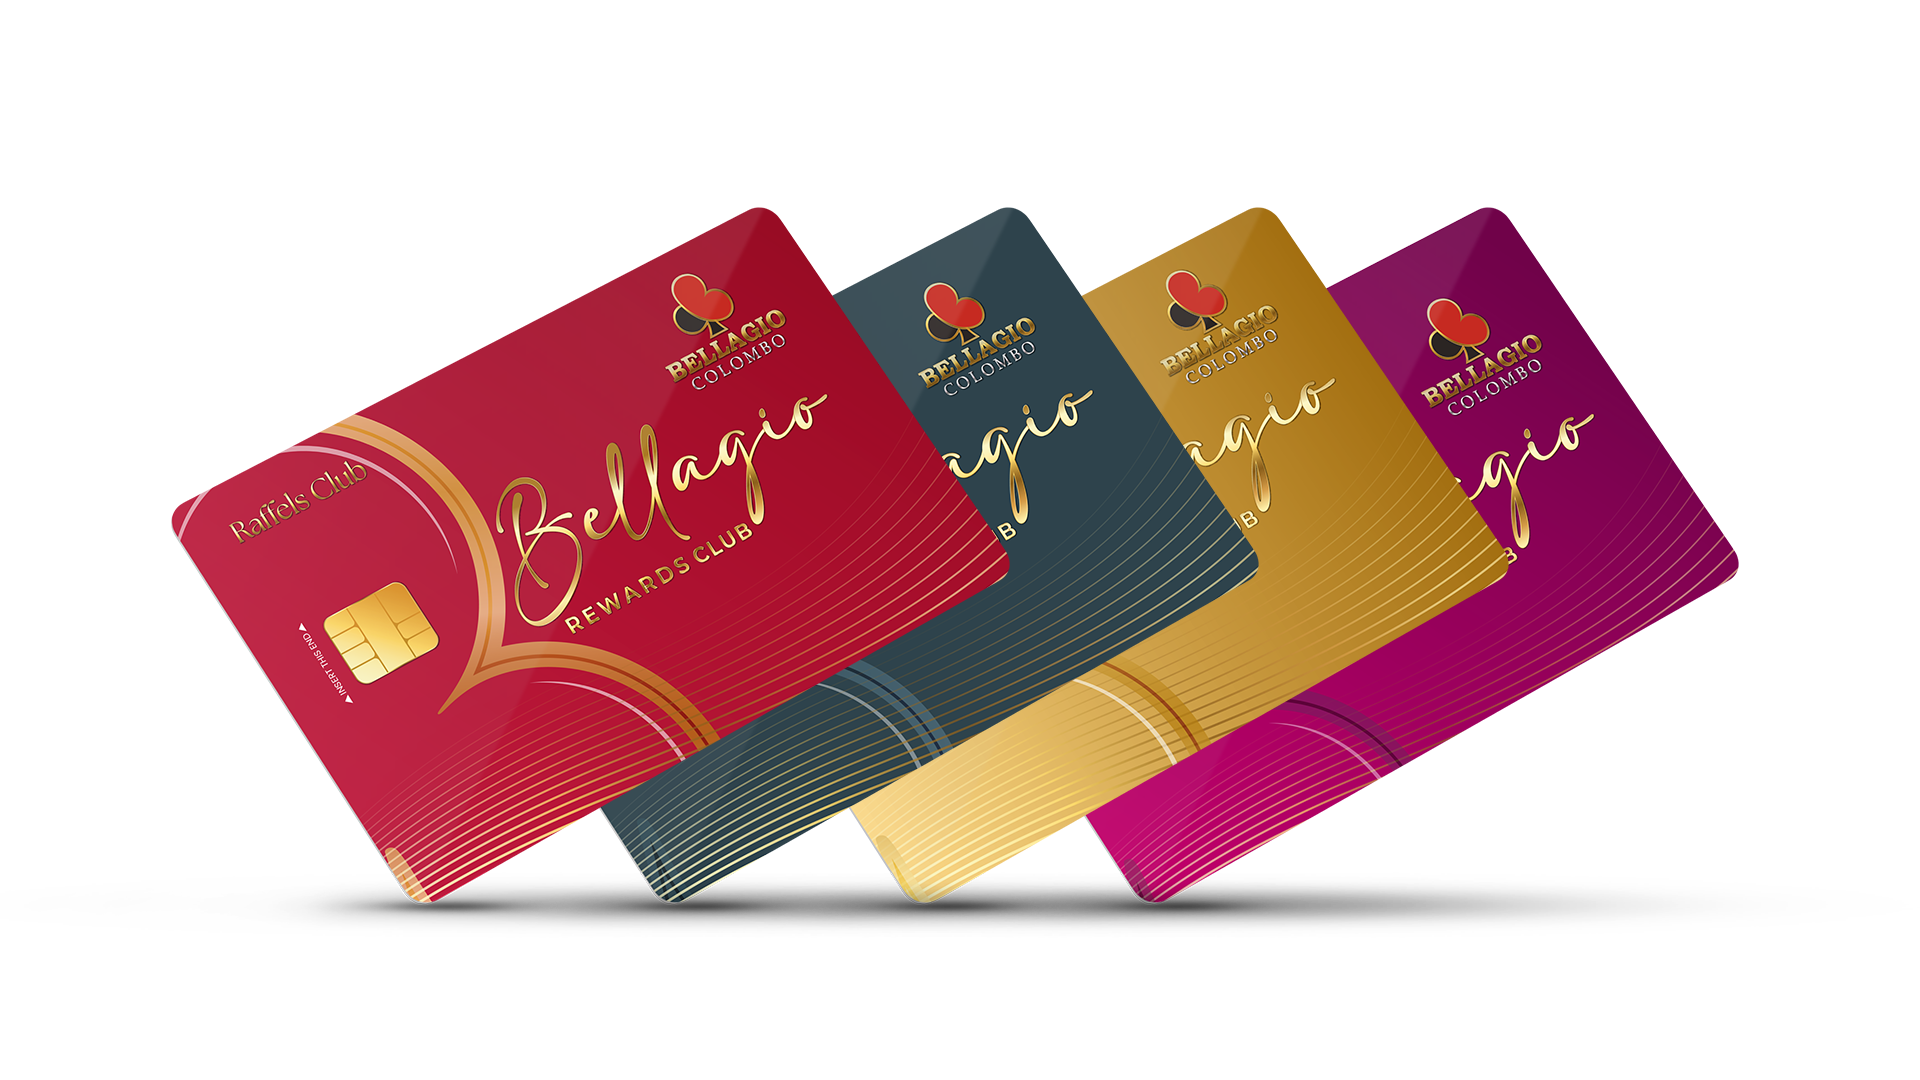 Raffels Club
BELLAGIO
COLOMBO
Bellagio
REWARDS CLUB
INSERT THIS END
BELLAGIO
COLOMBO
agio
B
BELLAGIO
COLOMBO
agio
UB
BELLAGIO
COLOMBO
gio
B